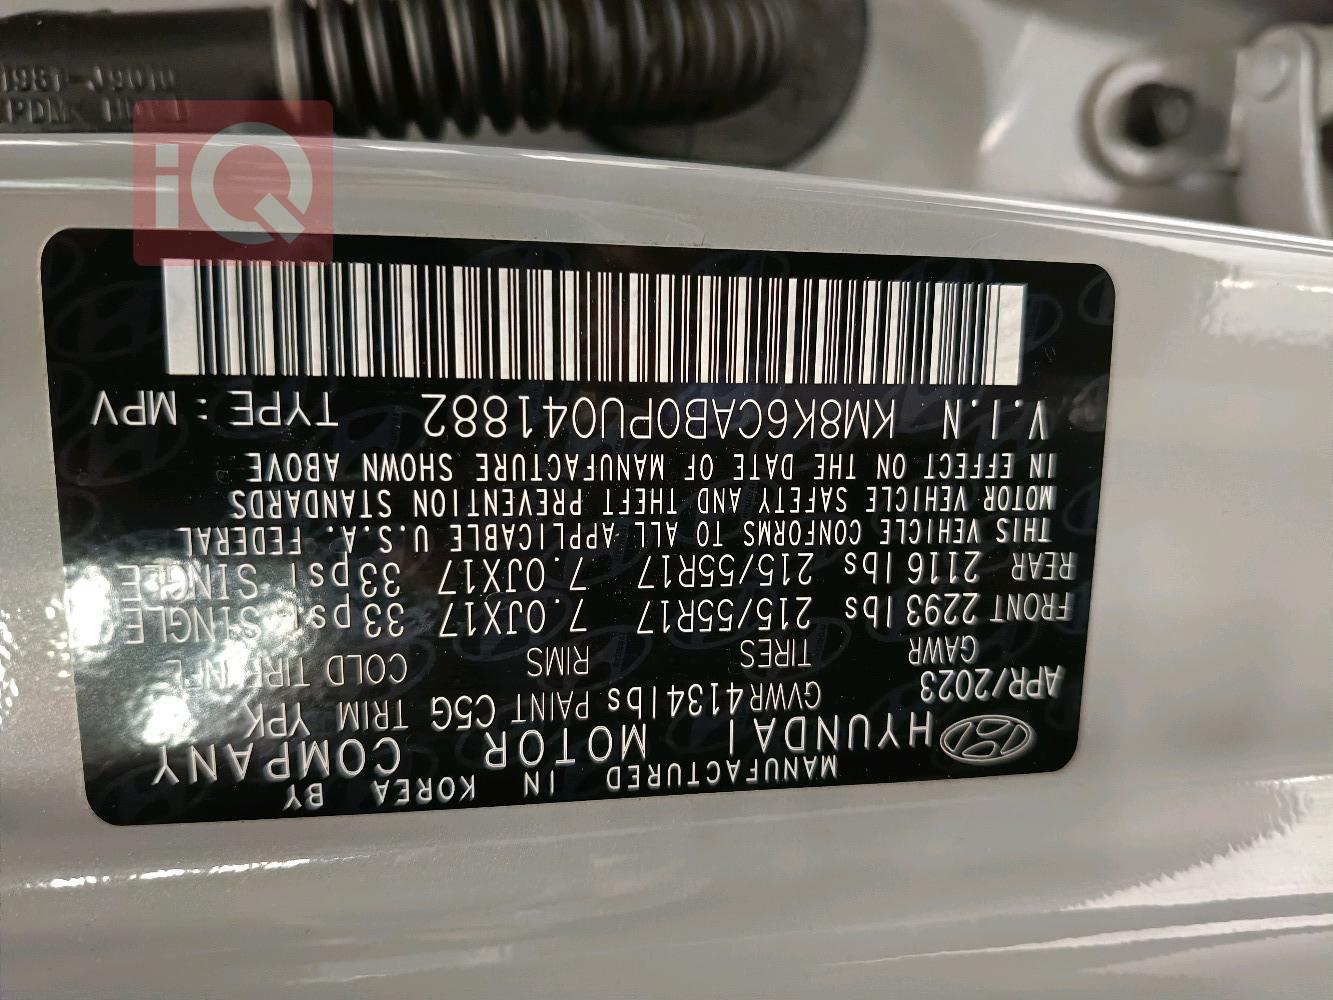 iQ
MANUFACTURED IN KOREA BY
HYUNDAI MOTOR COMPANY
APR/2023 GVWR 4134lbs PAINT C5G TRIM YPK
GAWR TIRES RIMS COLD TIRE INFL
FRONT 2293 lbs 215/55R17 7.0JX17 33psi SINGLE
REAR 2116 lbs 215/55R17 7.0JX17 33psi SINGLE
THIS VEHICLE CONFORMS TO ALL APPLICABLE U.S.A. FEDERAL
MOTOR VEHICLE SAFETY AND THEFT PREVENTION STANDARDS
IN EFFECT ON THE DATE OF MANUFACTURE SHOWN ABOVE
V.I.N KM8K6CAB0PU041882 TYPE : MPV